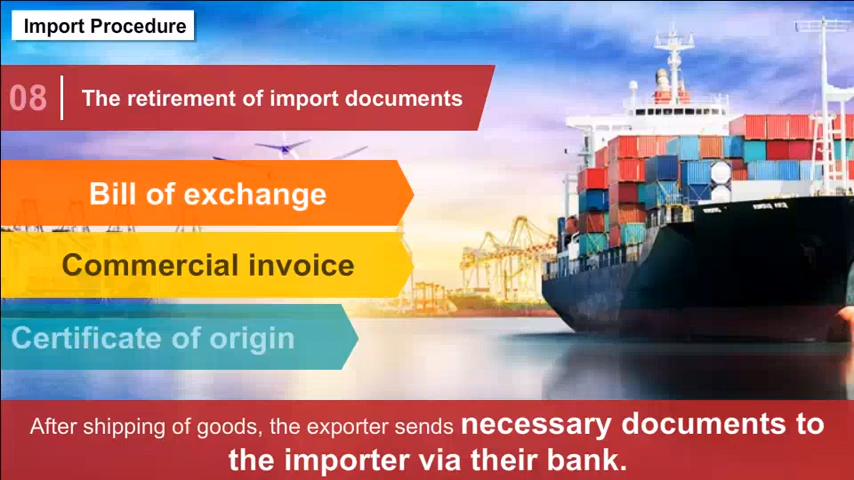 Import Procedure
08
The retirement of import documents
Bill of exchange
Commercial invoice
Certificate of origin
After shipping of goods, the exporter sends necessary documents to
the importer via their bank.